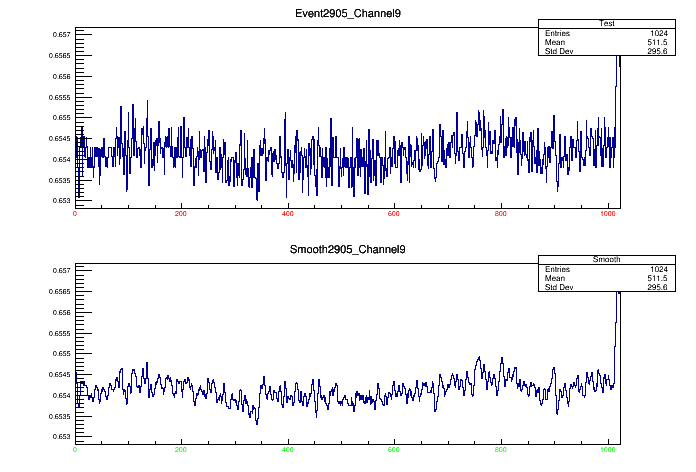 Event2905_Channel9
Test
Entries 1024
Mean 511.5
Std Dev 295.6
0.657
0.6565
0.656
0.6555
0.655
0.6545
0.654
0.6535
0.653
0 200 400 600 800 1000
Smooth2905_Channel9
Smooth
Entries 1024
Mean 511.5
Std Dev 295.6
0.657
0.6565
0.656
0.6555
0.655
0.6545
0.654
0.6535
0.653
0 200 400 600 800 1000